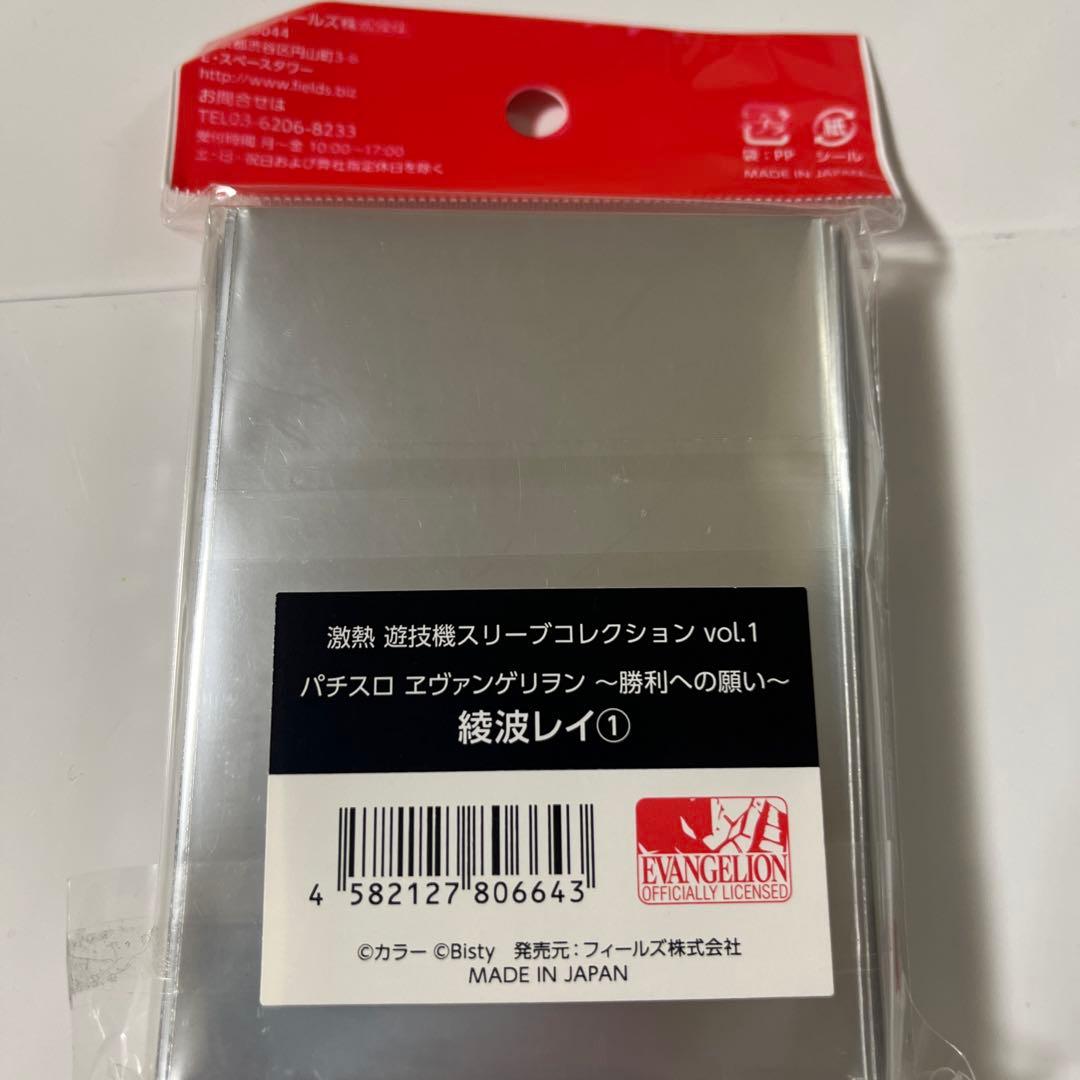 ィールズ株式会社
0044
都渋谷区円山町3-6
E・スペースタワー
http://www.fields.biz
お問合せは
TEL03-6206-8233
受付時間 月～金 10:00～17:00
土・日・祝日および弊社指定休日を除く
プラ
紙
袋：PP シール
MADE IN JAPAN
激熱 遊技機スリーブコレクション vol.1
パチスロ ヱヴァンゲリヲン ～勝利への願い～
綾波レイ①
4 582127 806643
EVANGELION
OFFICIALLY LICENSED
©カラー ©Bisty 発売元：フィールズ株式会社
MADE IN JAPAN